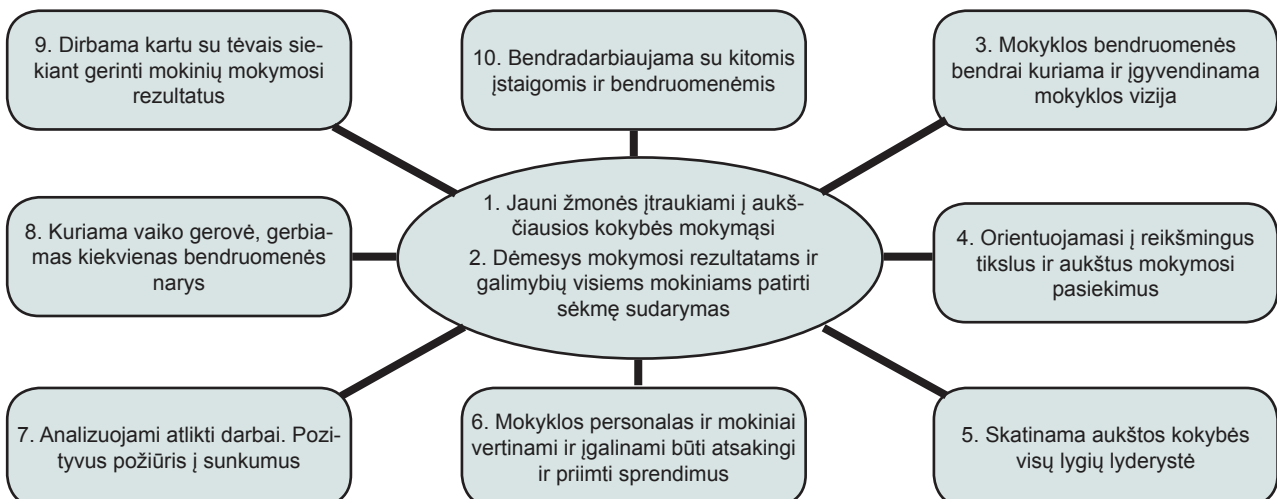 9. Dirbama kartu su tėvais sie-
kiant gerinti mokinių mokymosi
rezultatus
10. Bendradarbiaujama su kitomis
įstaigomis ir bendruomenėmis
3. Mokyklos bendruomenės
bendrai kuriama ir įgyvendinama
mokyklos vizija
8. Kuriama vaiko gerovė, gerbia-
mas kiekvienas bendruomenės
narys
1. Jauni žmonės įtraukiami į aukš-
čiausios kokybės mokymąsi
2. Dėmesys mokymosi rezultatams ir
galimybių visiems mokiniams patirti
sėkmę sudarymas
4. Orientuojamasi į reikšmingus
tikslus ir aukštus mokymosi
pasiekimus
7. Analizuojami atlikti darbai. Pozi-
tyvus požiūris į sunkumus
6. Mokyklos personalas ir mokiniai
vertinami ir įgalinami būti atsakingi
ir priimti sprendimus
5. Skatinama aukštos kokybės
visų lygių lyderystė